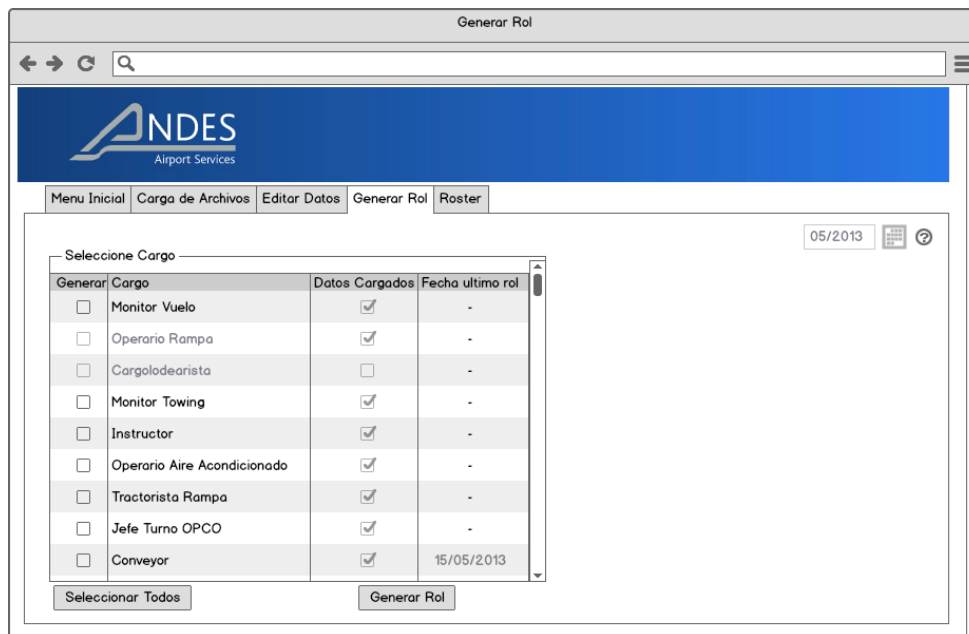 Generar Rol
ANDES
Airport Services
Menu Inicial Carga de Archivos Editar Datos Generar Rol Roster
05/2013
Seleccione Cargo
Generar Cargo Datos Cargados Fecha ultimo rol
Monitor Vuelo -
Operario Rampa -
Cargolodearista -
Monitor Towing -
Instructor -
Operario Aire Acondicionado -
Tractorista Rampa -
Jefe Turno OPCO -
Conveyor 15/05/2013
Seleccionar Todos Generar Rol